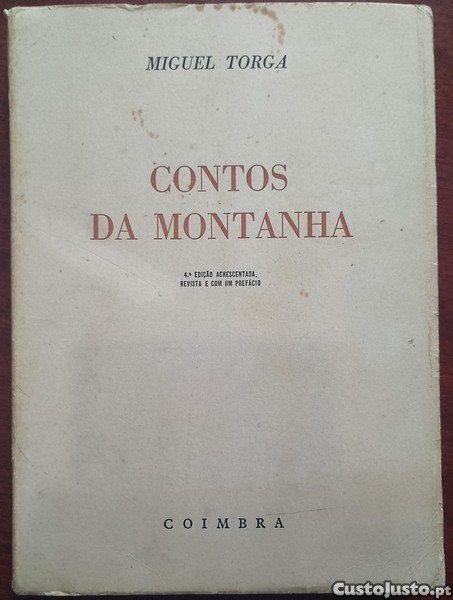 MIGUEL TORGA
CONTOS
DA MONTANHA
4.ª EDIÇÃO ACRESCENTADA,
REVISTA E COM UM PREFÁCIO
COIMBRA
CustoJusto.pt